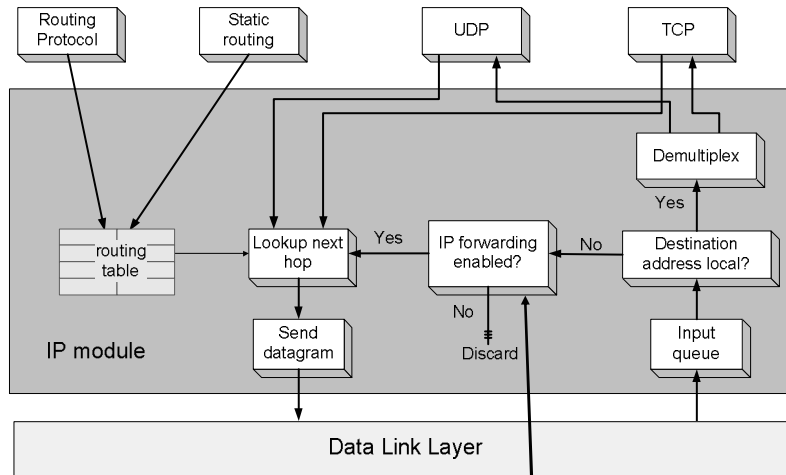 Routing
Protocol
Static
routing
UDP
TCP
Demultiplex
Yes
routing
table
Lookup next
hop
Yes
IP forwarding
enabled?
No
Destination
address local?
No
Discard
Send
datagram
Input
queue
IP module
Data Link Layer